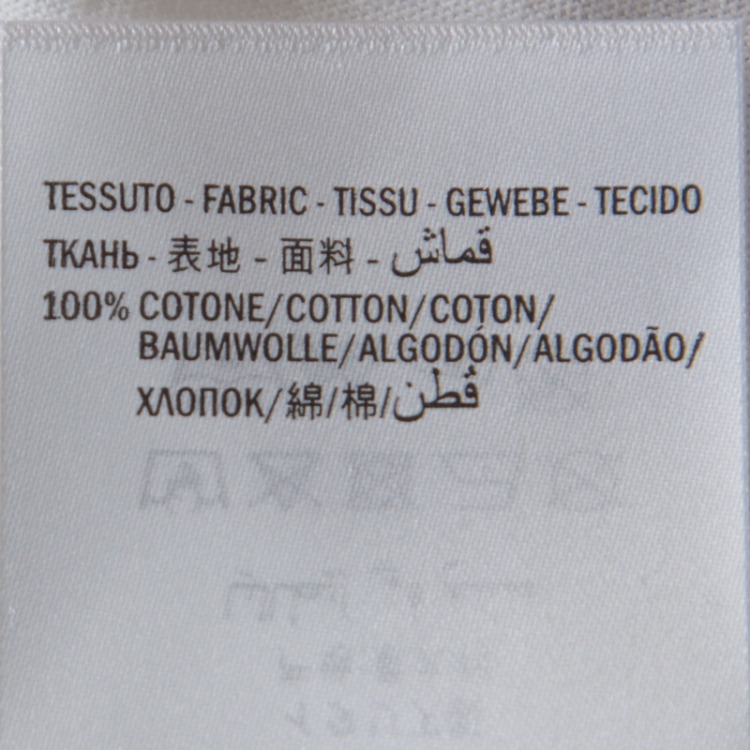 TESSUTO - FABRIC - TISSU - GEWEBE - TECIDO
ТКАНЬ - 表地 - 面料 - قماش
100% COTONE/COTTON/COTON/
BAUMWOLLE/ALGODÓN/ALGODÃO/
ХЛОПОК/綿/棉/قُطن